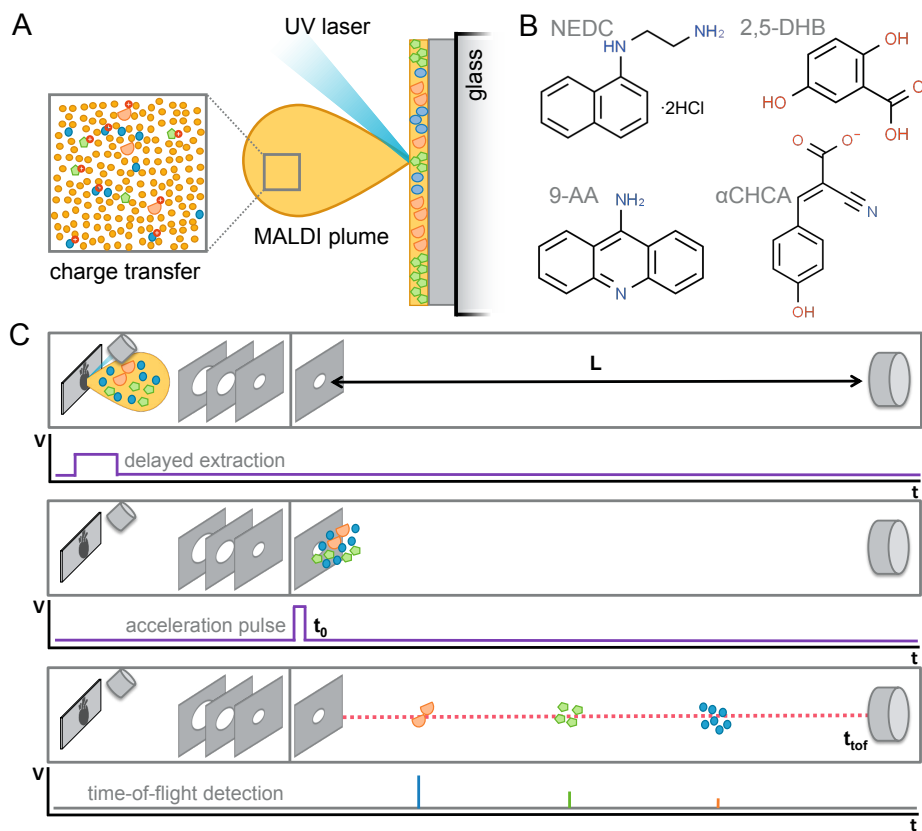 A
UV laser
glass
MALDI plume
charge transfer
B
NEDC
HN
NH₂
·2HCl
2,5-DHB
OH
HO
O
OH
9-AA
NH₂
N
αCHCA
O
O⁻
N
OH
C
L
V
delayed extraction
t
V
acceleration pulse
t₀
t
t_tof
V
time-of-flight detection
t